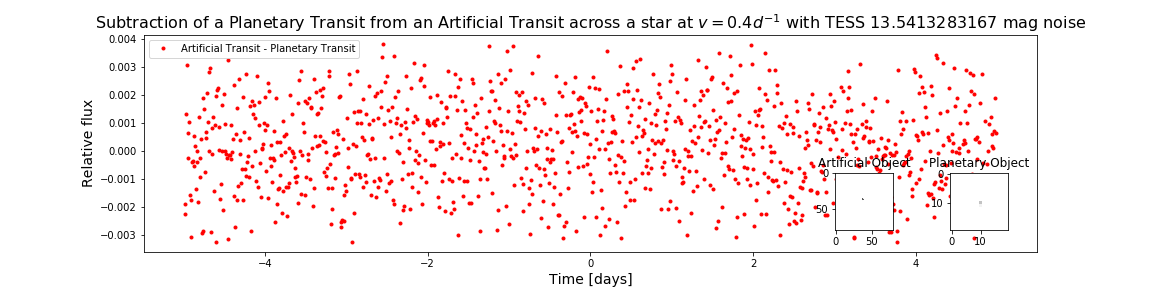 Subtraction of a Planetary Transit from an Artificial Transit across a star at v = 0.4d⁻¹ with TESS 13.5413283167 mag noise
Artificial Transit - Planetary Transit
Relative flux
0.004
0.003
0.002
0.001
0.000
−0.001
−0.002
−0.003
Artificial Object
0
50
0 50
Planetary Object
0
10
0 10
−4 −2 0 2 4
Time [days]